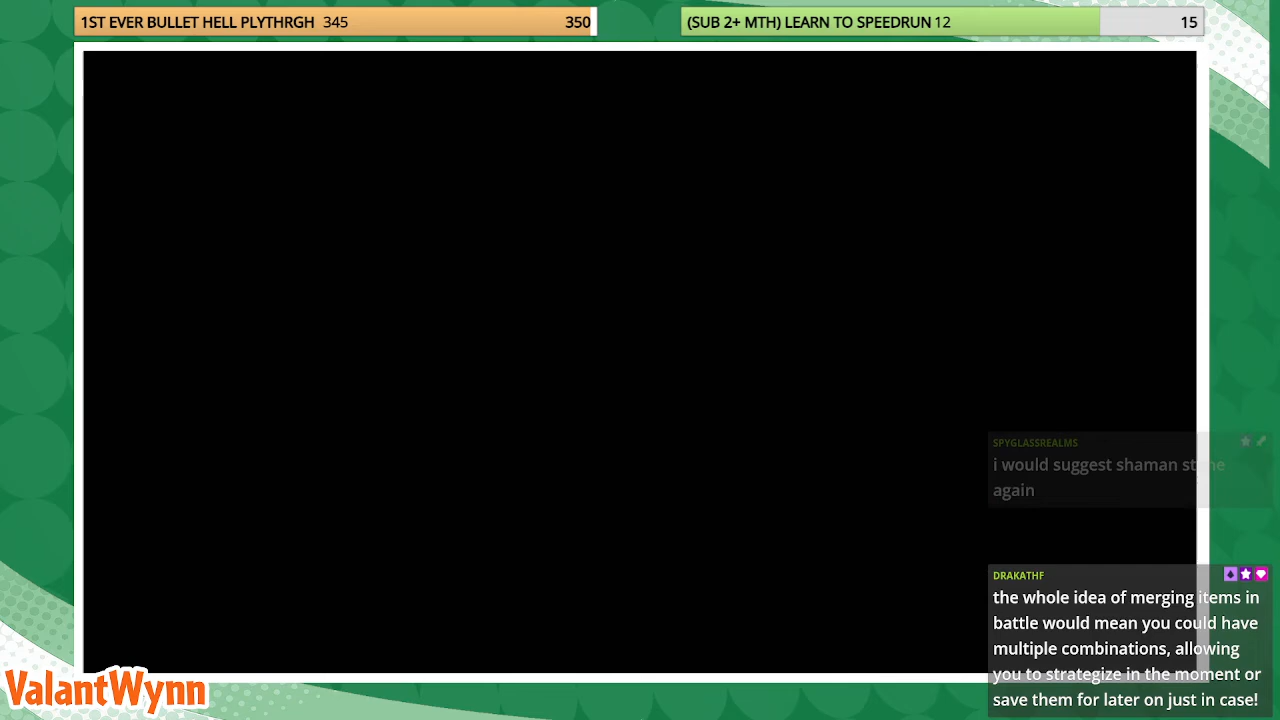 1ST EVER BULLET HELL PLYTHRGH 345 350
(SUB 2+ MTH) LEARN TO SPEEDRUN 12 15
SPYGLASSREALMS
i would suggest shaman stone
again
DRAKATHF
the whole idea of merging items in
battle would mean you could have
multiple combinations, allowing
you to strategize in the moment or
save them for later on just in case!
ValantWynn